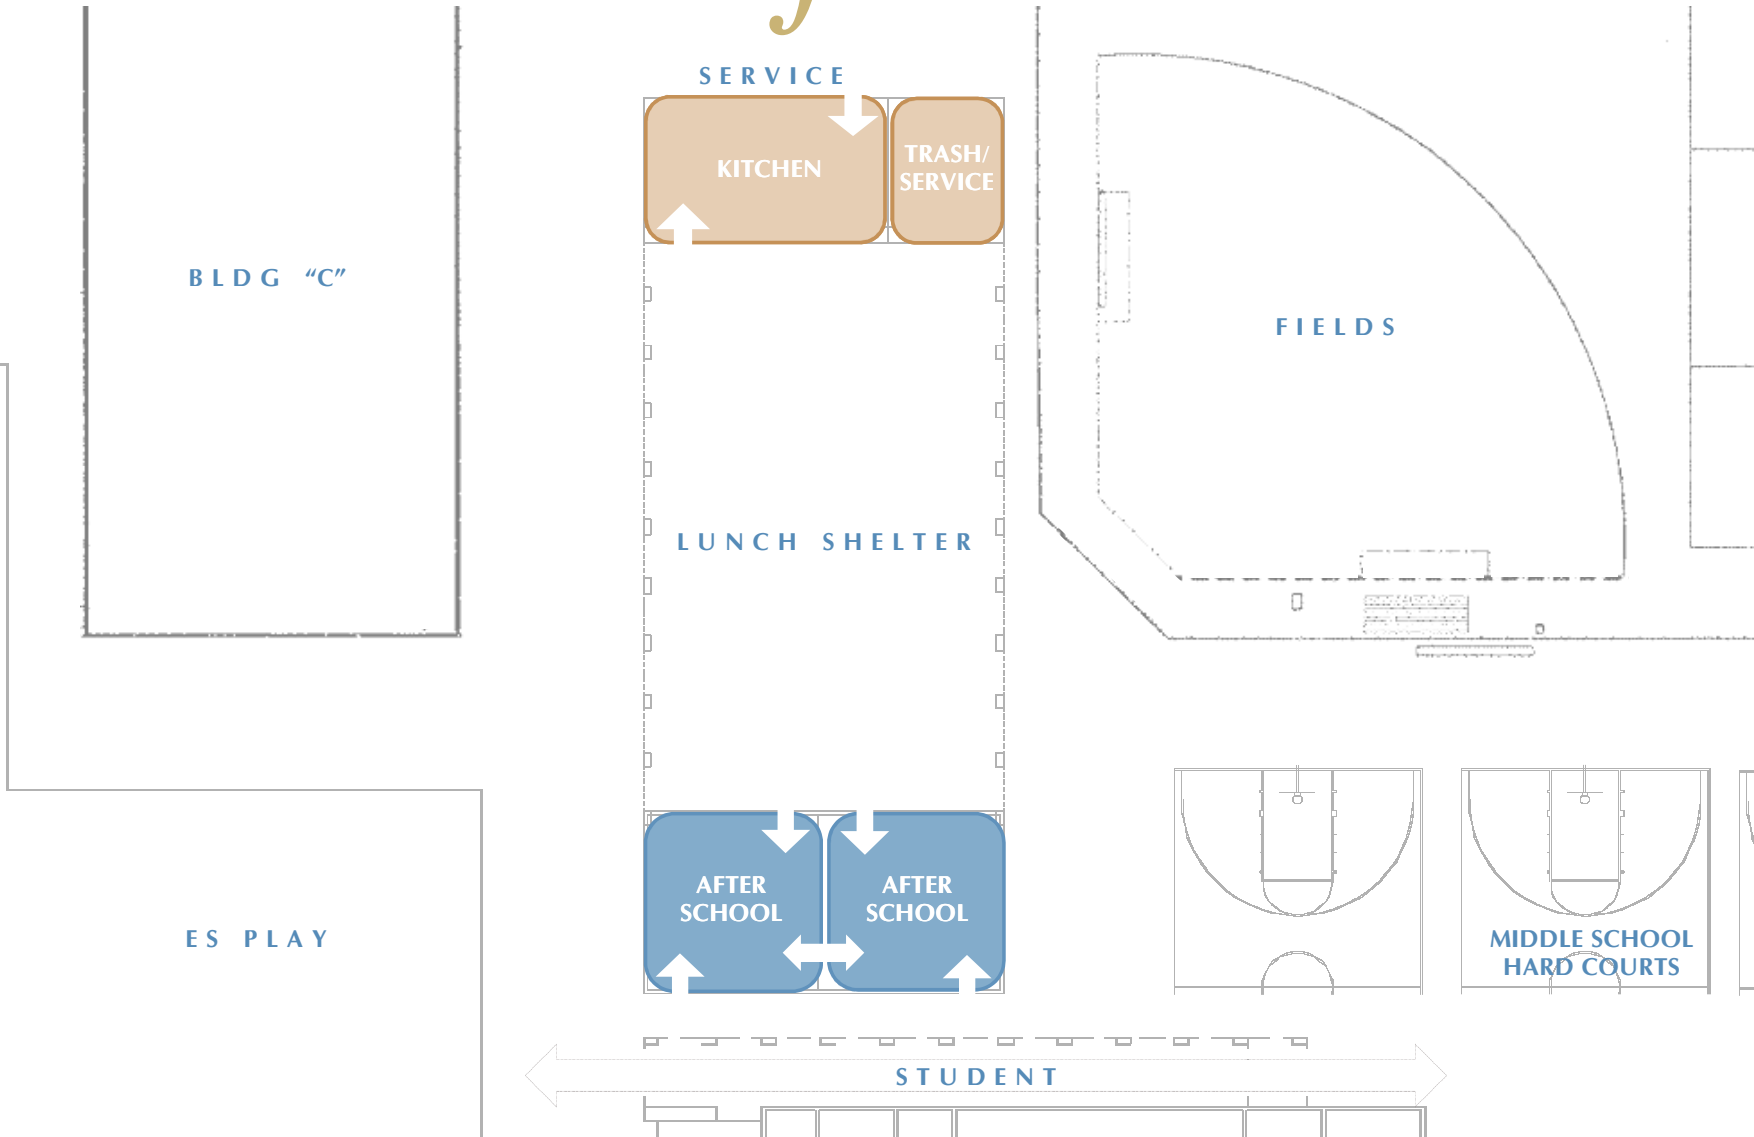 SERVICE
KITCHEN
TRASH/
SERVICE
BLDG “C”
FIELDS
LUNCH SHELTER
AFTER
SCHOOL
AFTER
SCHOOL
ES PLAY
MIDDLE SCHOOL
HARD COURTS
STUDENT